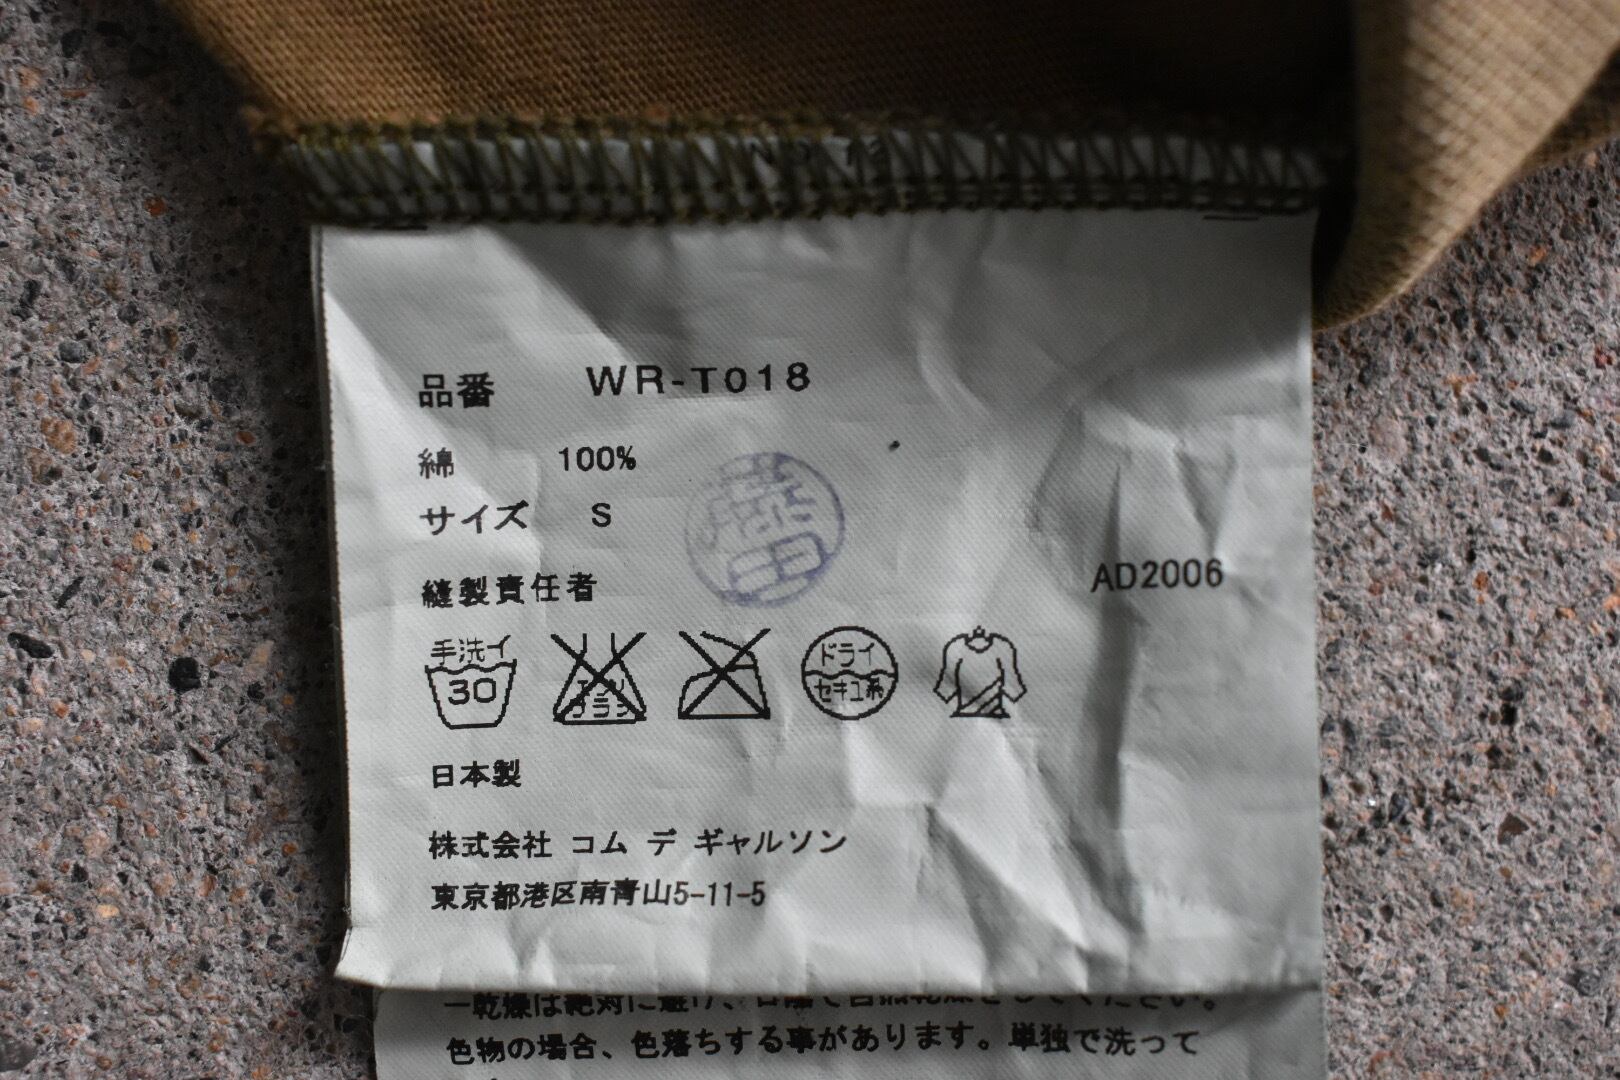 品番 WR-T018
綿 100%
サイズ S
縫製責任者
AD2006
手洗イ
30
エンソ
ドライ
セキユ系
日本製
株式会社 コム デ ギャルソン
東京都港区南青山5-11-5
色物の場合、色落ちする事があります。単独で洗って